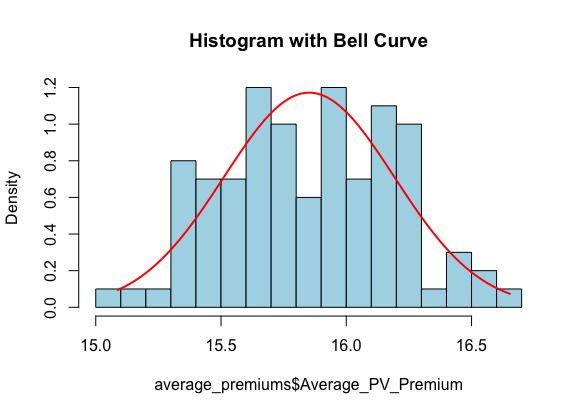 Histogram with Bell Curve
Density
0.0 0.2 0.4 0.6 0.8 1.0 1.2
15.0 15.5 16.0 16.5
average_premiums$Average_PV_Premium